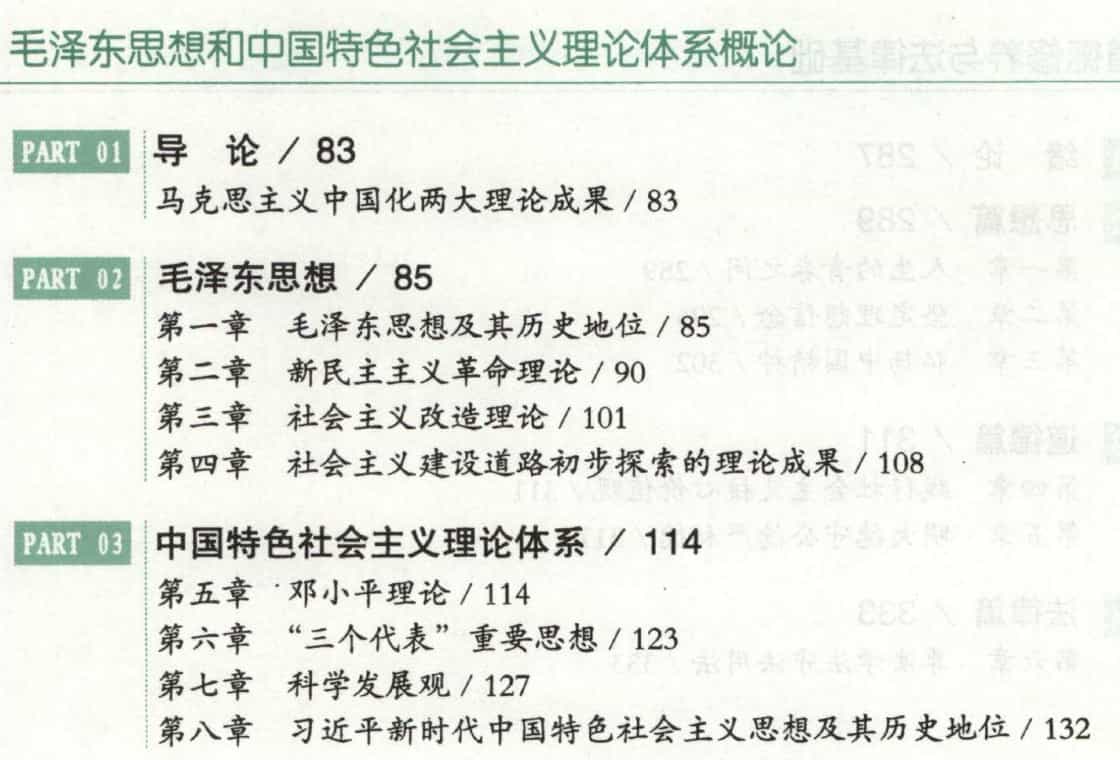 毛泽东思想和中国特色社会主义理论体系概论
PART 01 导 论 / 83
马克思主义中国化两大理论成果 / 83
PART 02 毛泽东思想 / 85
第一章 毛泽东思想及其历史地位 / 85
第二章 新民主主义革命理论 / 90
第三章 社会主义改造理论 / 101
第四章 社会主义建设道路初步探索的理论成果 / 108
PART 03 中国特色社会主义理论体系 / 114
第五章 邓小平理论 / 114
第六章 “三个代表”重要思想 / 123
第七章 科学发展观 / 127
第八章 习近平新时代中国特色社会主义思想及其历史地位 / 132